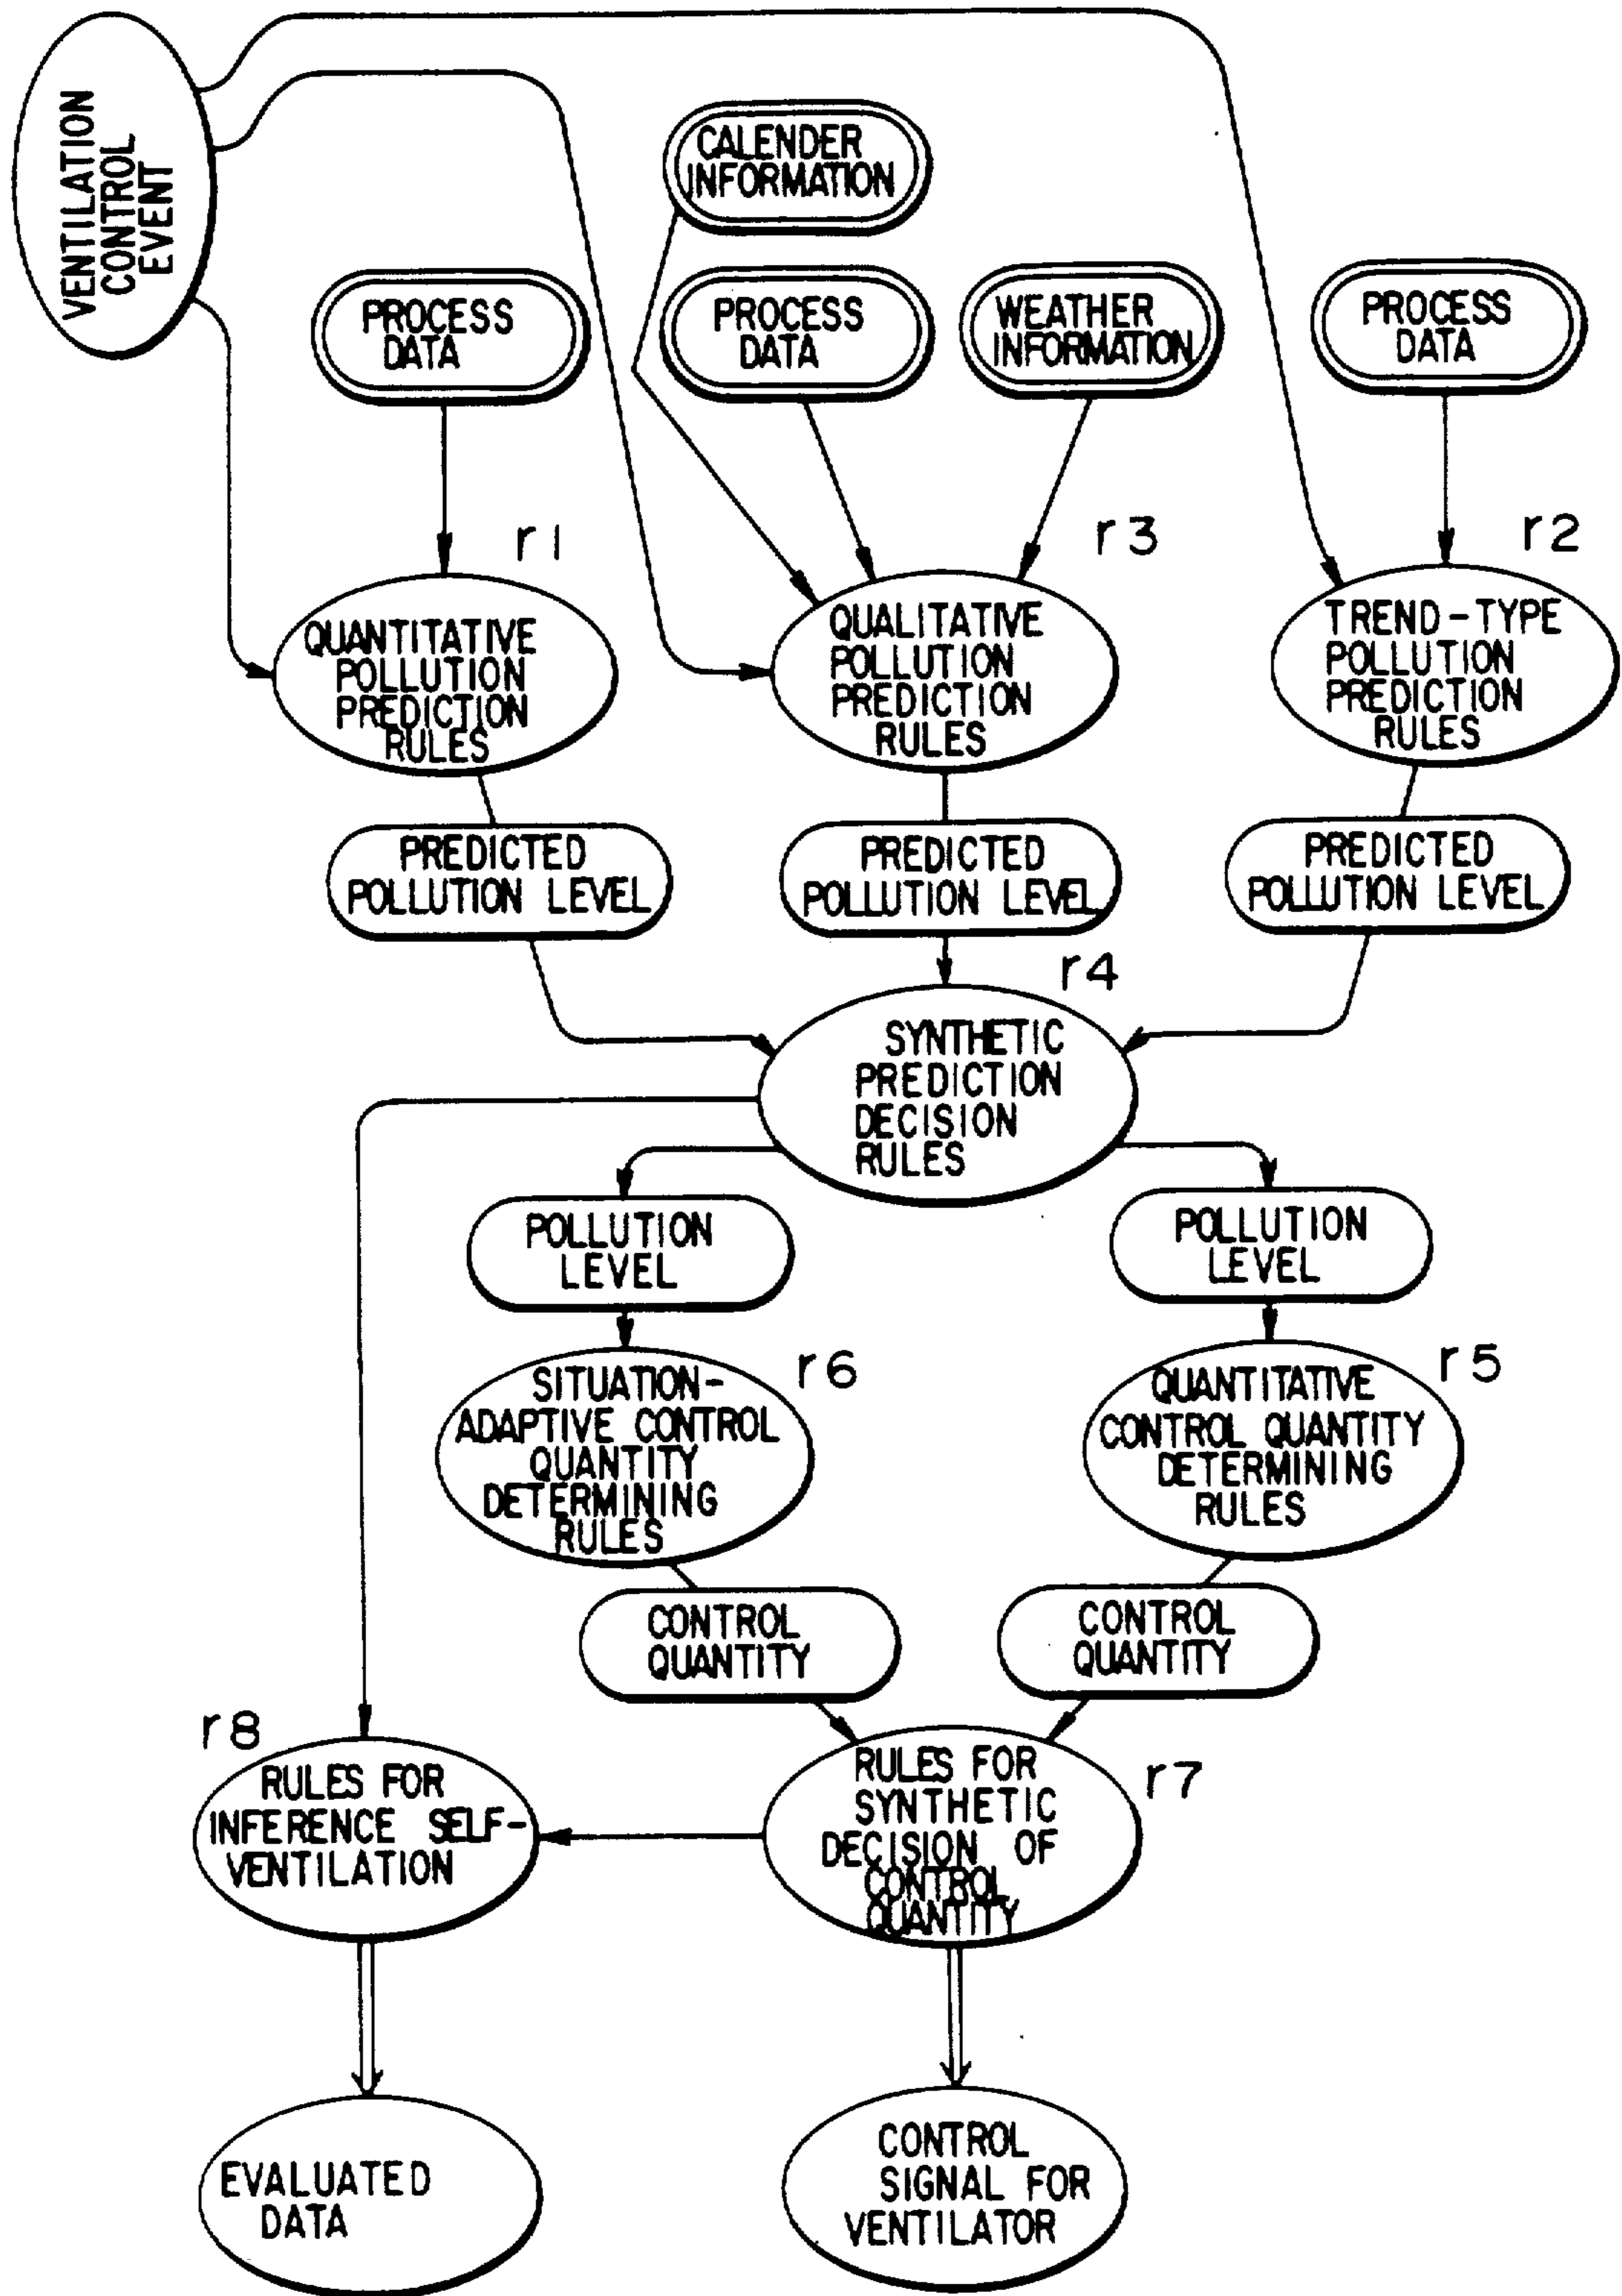 VENTILATION
CONTROL
EVENT
CALENDER
INFORMATION
PROCESS
DATA
PROCESS
DATA
WEATHER
INFORMATION
PROCESS
DATA
r1
r3
r2
QUANTITATIVE
POLLUTION
PREDICTION
RULES
QUALITATIVE
POLLUTION
PREDICTION
RULES
TREND-TYPE
POLLUTION
PREDICTION
RULES
PREDICTED
POLLUTION LEVEL
PREDICTED
POLLUTION LEVEL
PREDICTED
POLLUTION LEVEL
r4
SYNTHETIC
PREDICTION
DECISION
RULES
POLLUTION
LEVEL
POLLUTION
LEVEL
r6
SITUATION-
ADAPTIVE CONTROL
QUANTITY
DETERMINING
RULES
r5
QUANTITATIVE
CONTROL QUANTITY
DETERMINING
RULES
CONTROL
QUANTITY
CONTROL
QUANTITY
r8
RULES FOR
INFERENCE SELF-
VENTILATION
r7
RULES FOR
SYNTHETIC
DECISION OF
CONTROL
QUANTITY
EVALUATED
DATA
CONTROL
SIGNAL FOR
VENTILATOR